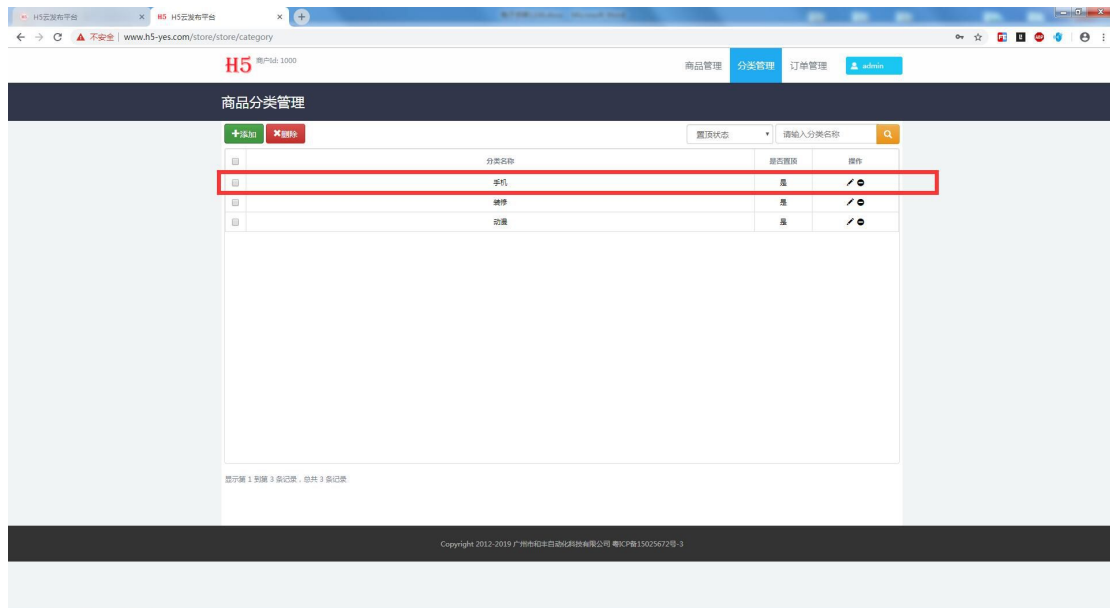 H5云发布平台
H5 H5云发布平台
不安全 www.h5-yes.com/store/store/category
H5 商户Id: 1000
商品管理 分类管理 订单管理 admin
商品分类管理
添加 删除 置顶状态 请输入分类名称
分类名称 是否置顶 操作
手机 是
装修 是
动漫 是
显示第 1 到第 3 条记录，总共 3 条记录
Copyright 2012-2019 广州市和丰自动化科技有限公司 粤ICP备15025672号-3